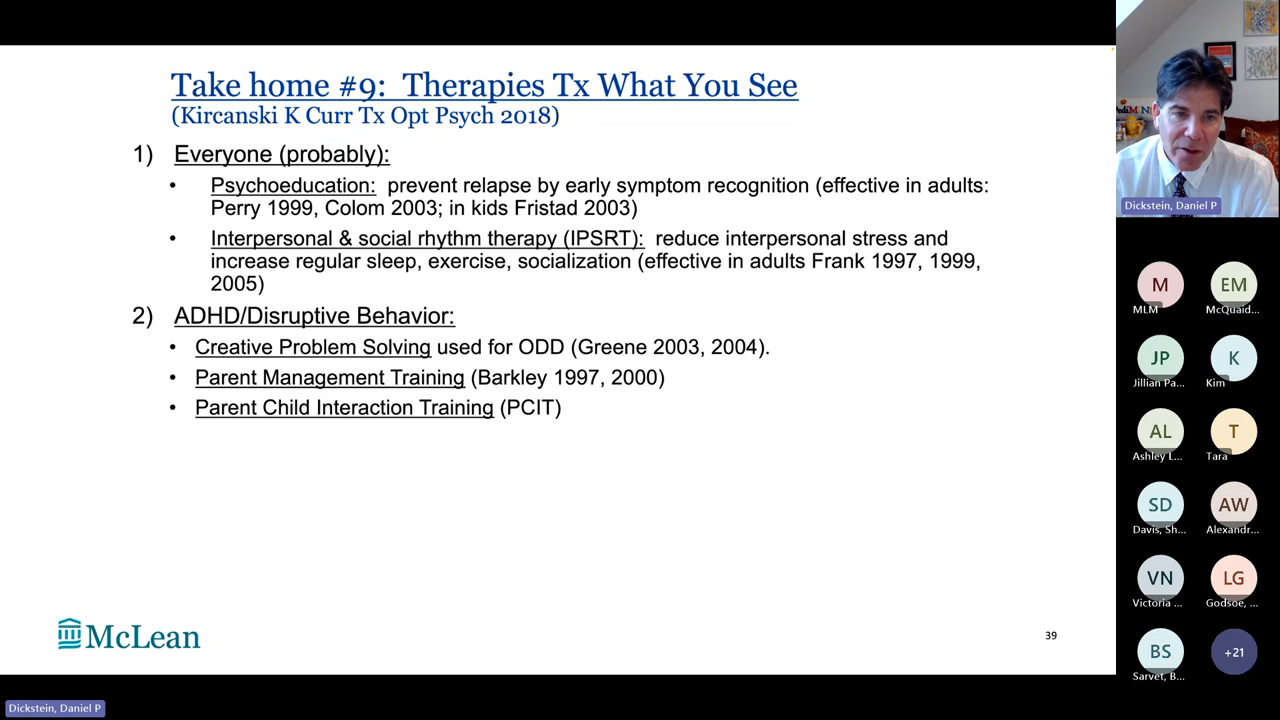 Take home #9: Therapies Tx What You See
(Kircanski K Curr Tx Opt Psych 2018)
1) Everyone (probably):
• Psychoeducation: prevent relapse by early symptom recognition (effective in adults:
Perry 1999, Colom 2003; in kids Fristad 2003)
• Interpersonal & social rhythm therapy (IPSRT): reduce interpersonal stress and
increase regular sleep, exercise, socialization (effective in adults Frank 1997, 1999,
2005)
2) ADHD/Disruptive Behavior:
• Creative Problem Solving used for ODD (Greene 2003, 2004).
• Parent Management Training (Barkley 1997, 2000)
• Parent Child Interaction Training (PCIT)
McLean
39
Dickstein, Daniel P
Dickstein, Daniel P
M
MLM
EM
McQuaid...
JP
Jillian Pa...
K
Kim
AL
Ashley L...
T
Tara
SD
Davis, Sh...
AW
Alexandr...
VN
Victoria ...
LG
Godsoe, ...
BS
Sarvet, B...
+21